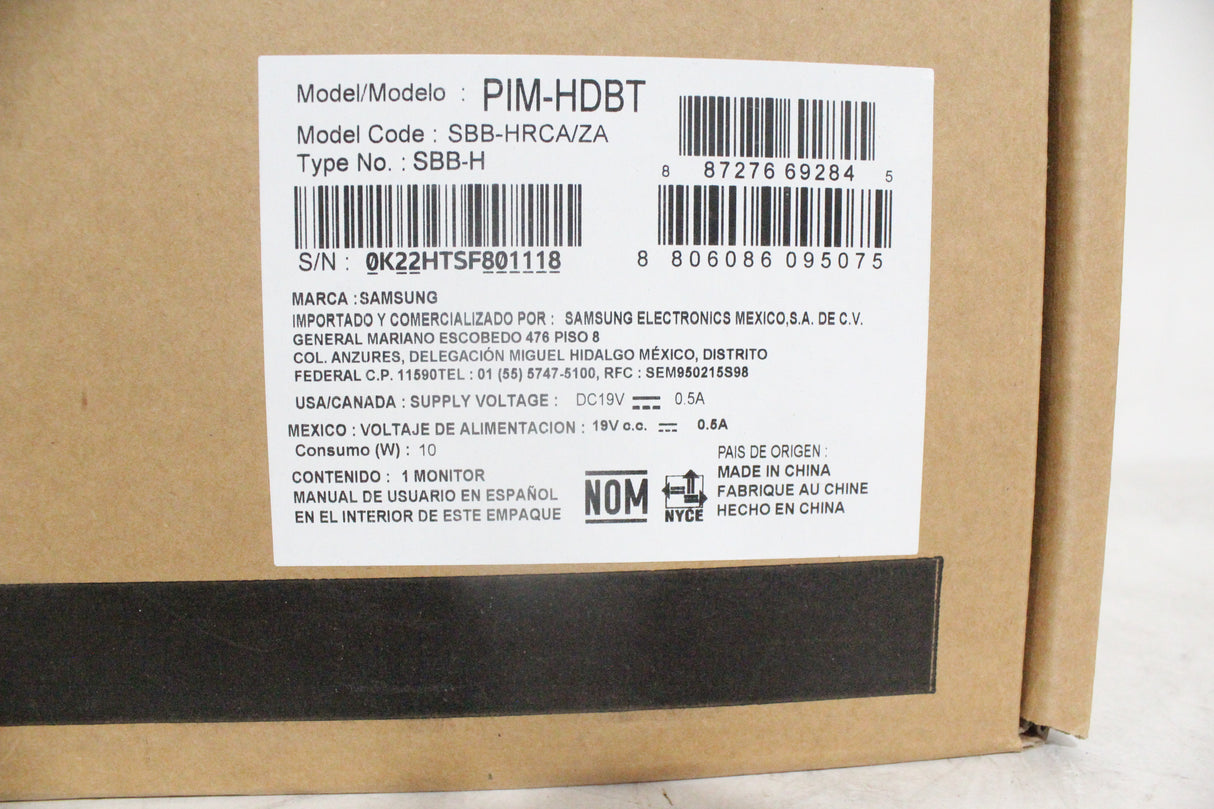 Model/Modelo : PIM-HDBT
Model Code : SBB-HRCA/ZA
Type No. : SBB-H
8 87276 69284 5
S/N : 0K22HTSF801118
8 806086 095075
MARCA :SAMSUNG
IMPORTADO Y COMERCIALIZADO POR : SAMSUNG ELECTRONICS MEXICO,S.A. DE C.V.
GENERAL MARIANO ESCOBEDO 476 PISO 8
COL. ANZURES, DELEGACIÓN MIGUEL HIDALGO MÉXICO, DISTRITO
FEDERAL C.P. 11590TEL : 01 (55) 5747-5100, RFC : SEM950215S98
USA/CANADA : SUPPLY VOLTAGE : DC19V 0.5A
MEXICO : VOLTAJE DE ALIMENTACION : 19V c.c. 0.5A
Consumo (W) : 10
CONTENIDO : 1 MONITOR
MANUAL DE USUARIO EN ESPAÑOL
EN EL INTERIOR DE ESTE EMPAQUE
NOM
NYCE
PAIS DE ORIGEN :
MADE IN CHINA
FABRIQUE AU CHINE
HECHO EN CHINA